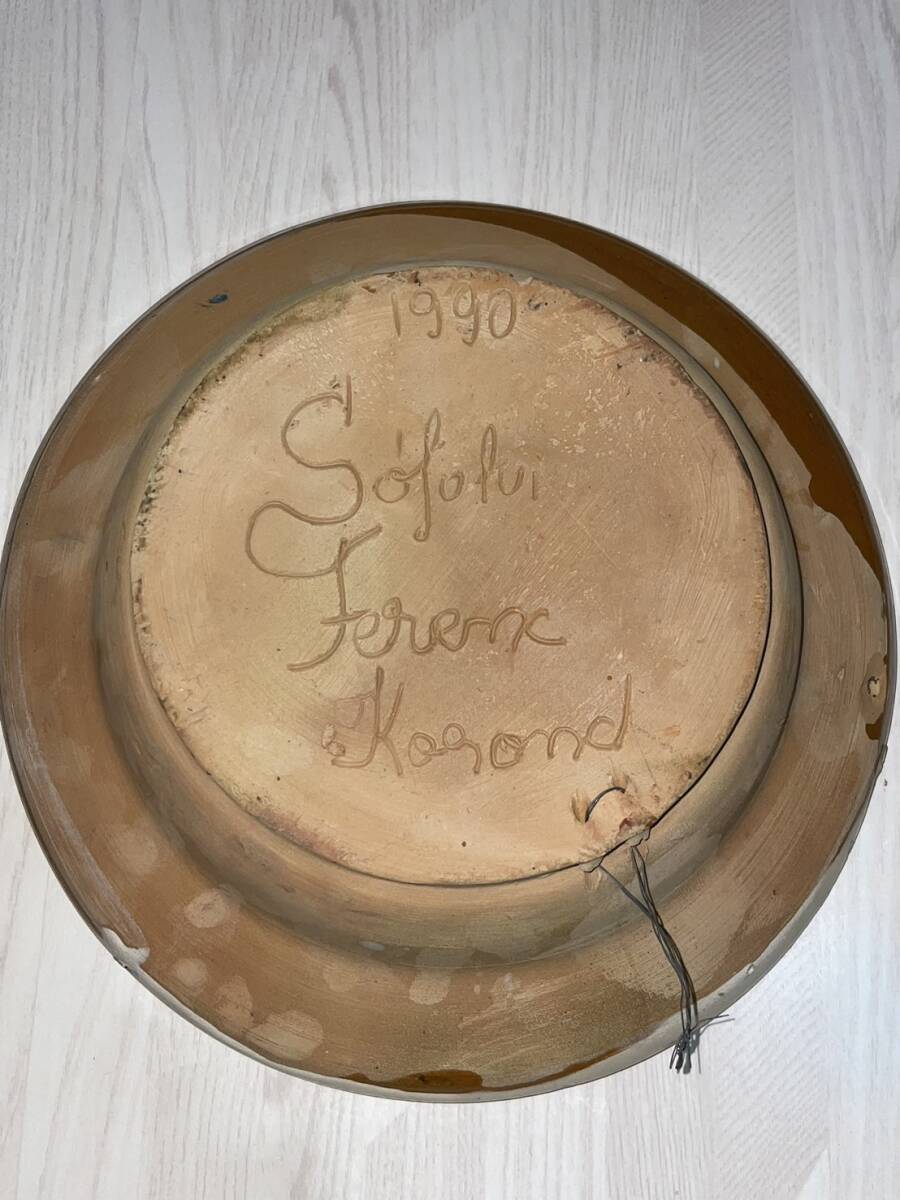 1990
Sófalvi
Ferenc
Korond